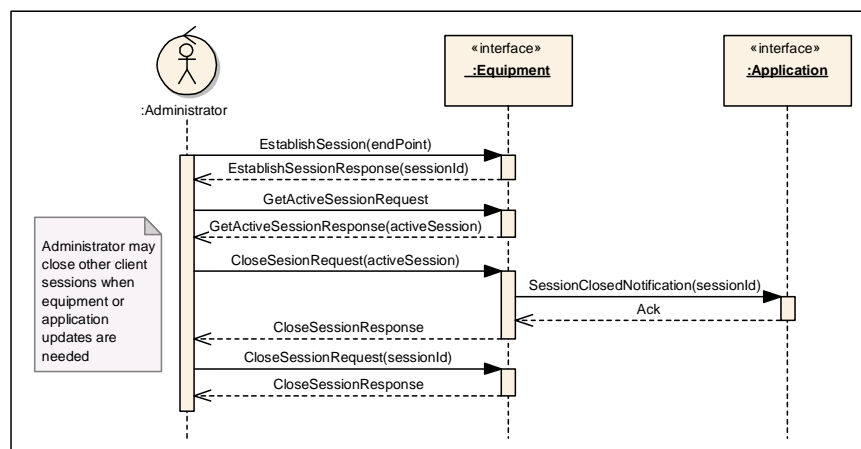 «interface»
:Equipment
«interface»
:Application
:Administrator
EstablishSession(endPoint)
EstablishSessionResponse(sessionId)
GetActiveSessionRequest
GetActiveSessionResponse(activeSession)
Administrator may
close other client
sessions when
equipment or
application
updates are
needed
CloseSesionRequest(activeSession)
SessionClosedNotification(sessionId)
Ack
CloseSessionResponse
CloseSessionRequest(sessionId)
CloseSessionResponse